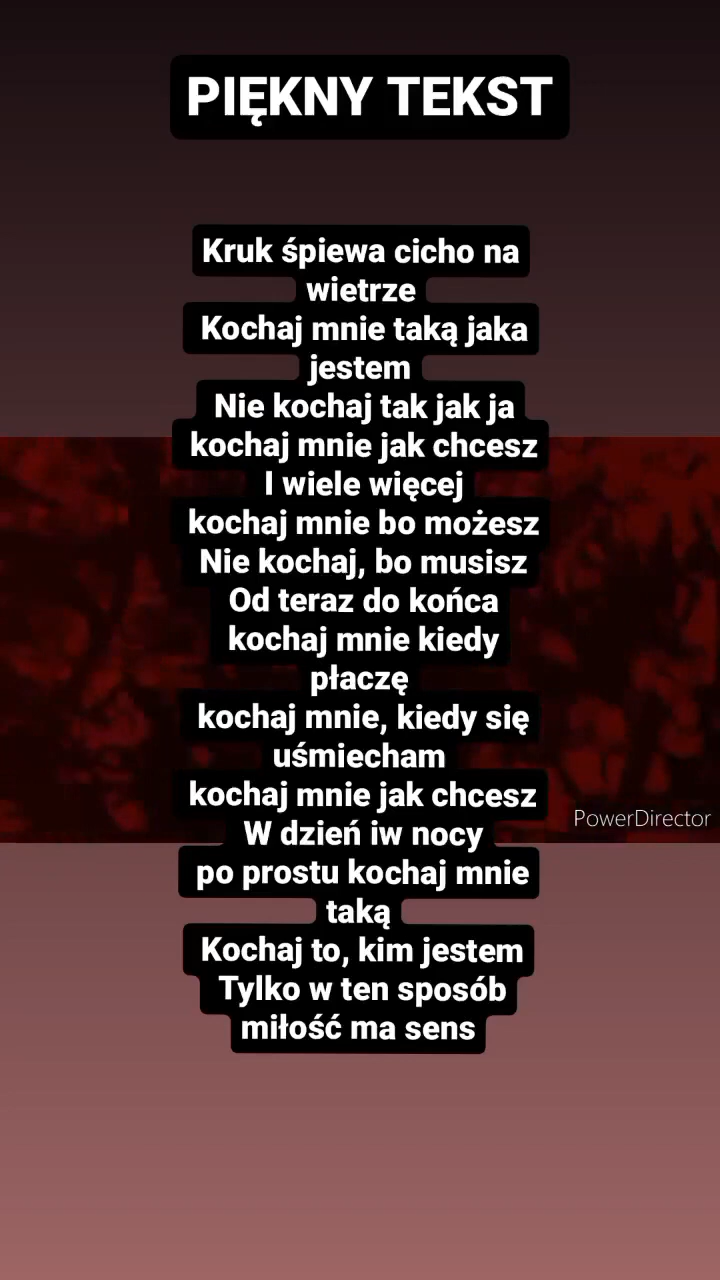 PIĘKNY TEKST
Kruk śpiewa cicho na
wietrze
Kochaj mnie taką jaka
jestem
Nie kochaj tak jak ja
kochaj mnie jak chcesz
I wiele więcej
kochaj mnie bo możesz
Nie kochaj, bo musisz
Od teraz do końca
kochaj mnie kiedy
płaczę
kochaj mnie, kiedy się
uśmiecham
kochaj mnie jak chcesz
W dzień iw nocy
po prostu kochaj mnie
taką
Kochaj to, kim jestem
Tylko w ten sposób
miłość ma sens
PowerDirector